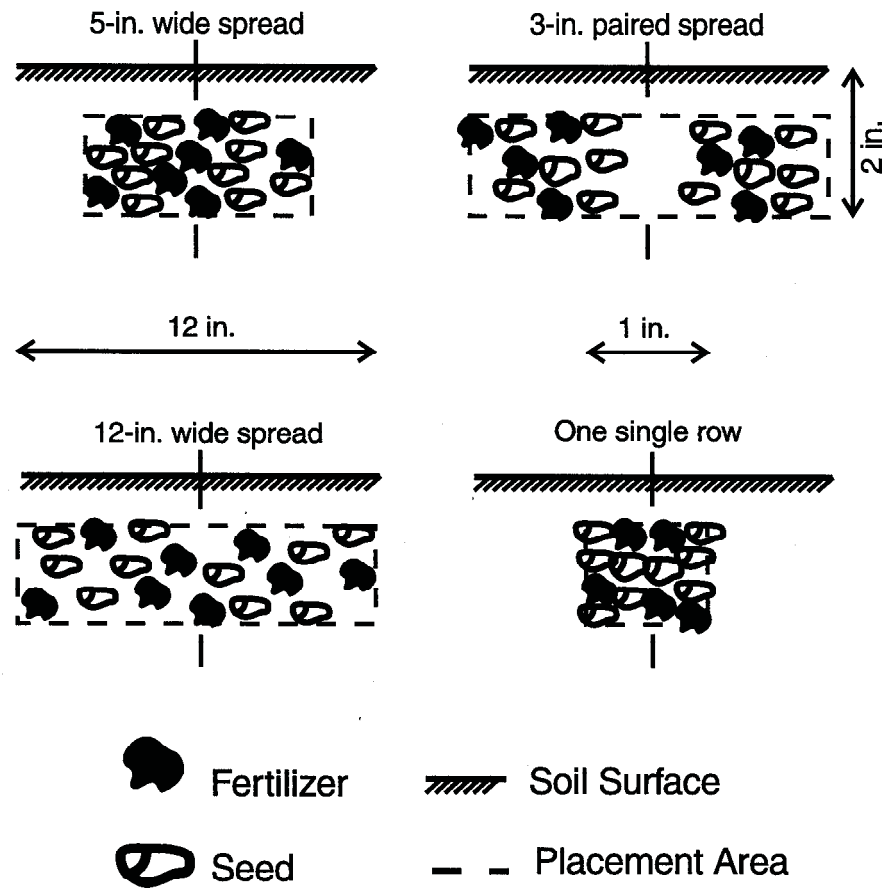 5-in. wide spread
3-in. paired spread
2 in.
12 in.
1 in.
12-in. wide spread
One single row
Fertilizer
Soil Surface
Seed
Placement Area